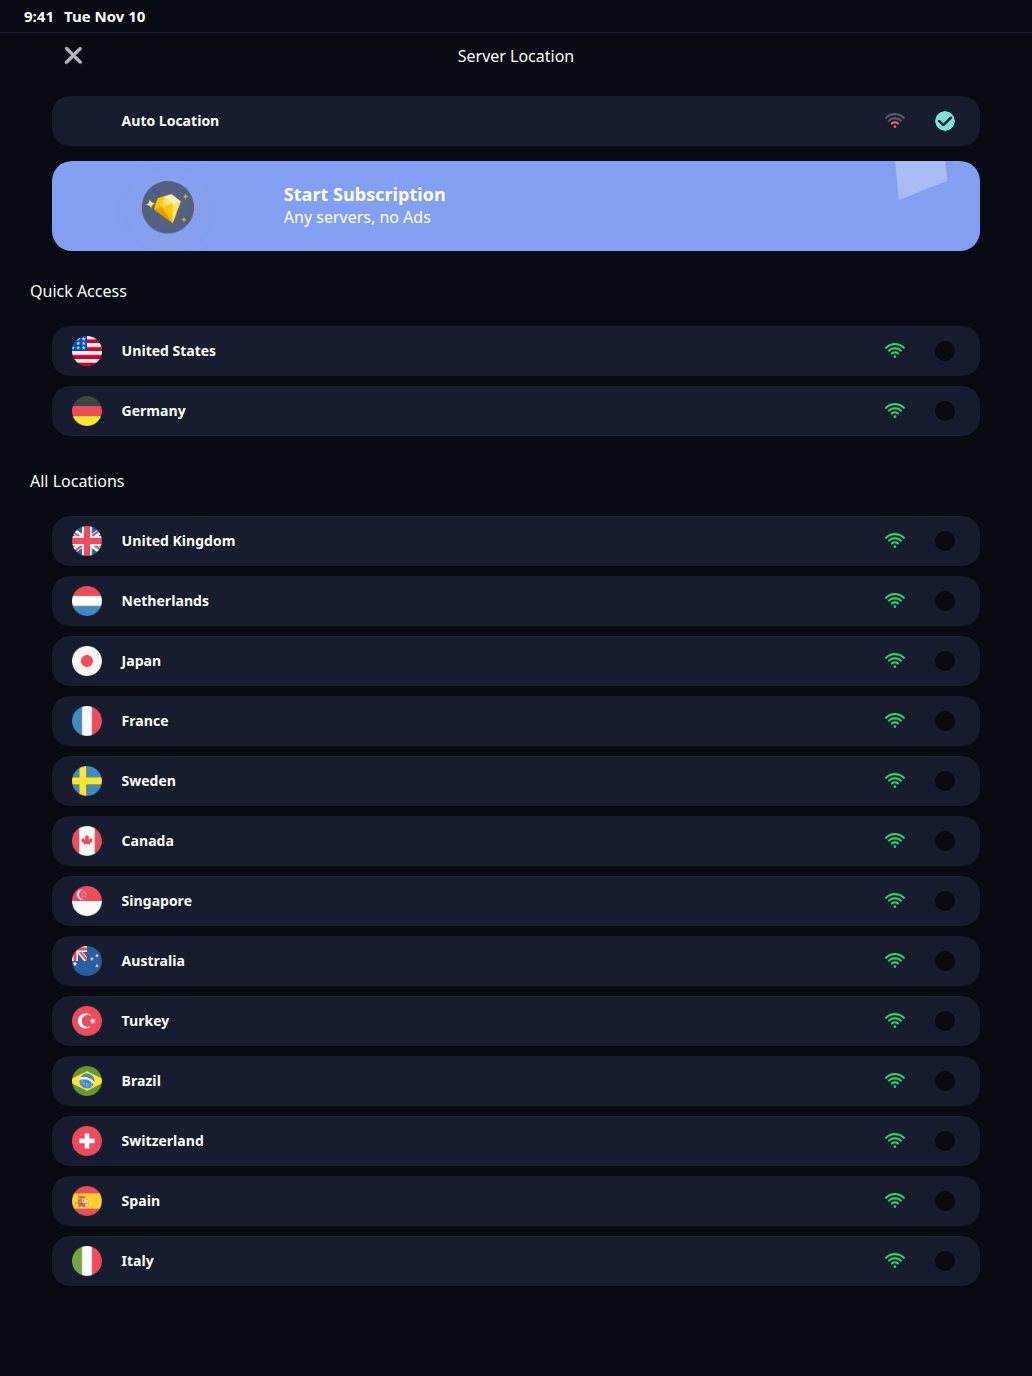 9:41 Tue Nov 10
Server Location
Auto Location
Start Subscription
Any servers, no Ads
Quick Access
United States
Germany
All Locations
United Kingdom
Netherlands
Japan
France
Sweden
Canada
Singapore
Australia
Turkey
Brazil
Switzerland
Spain
Italy